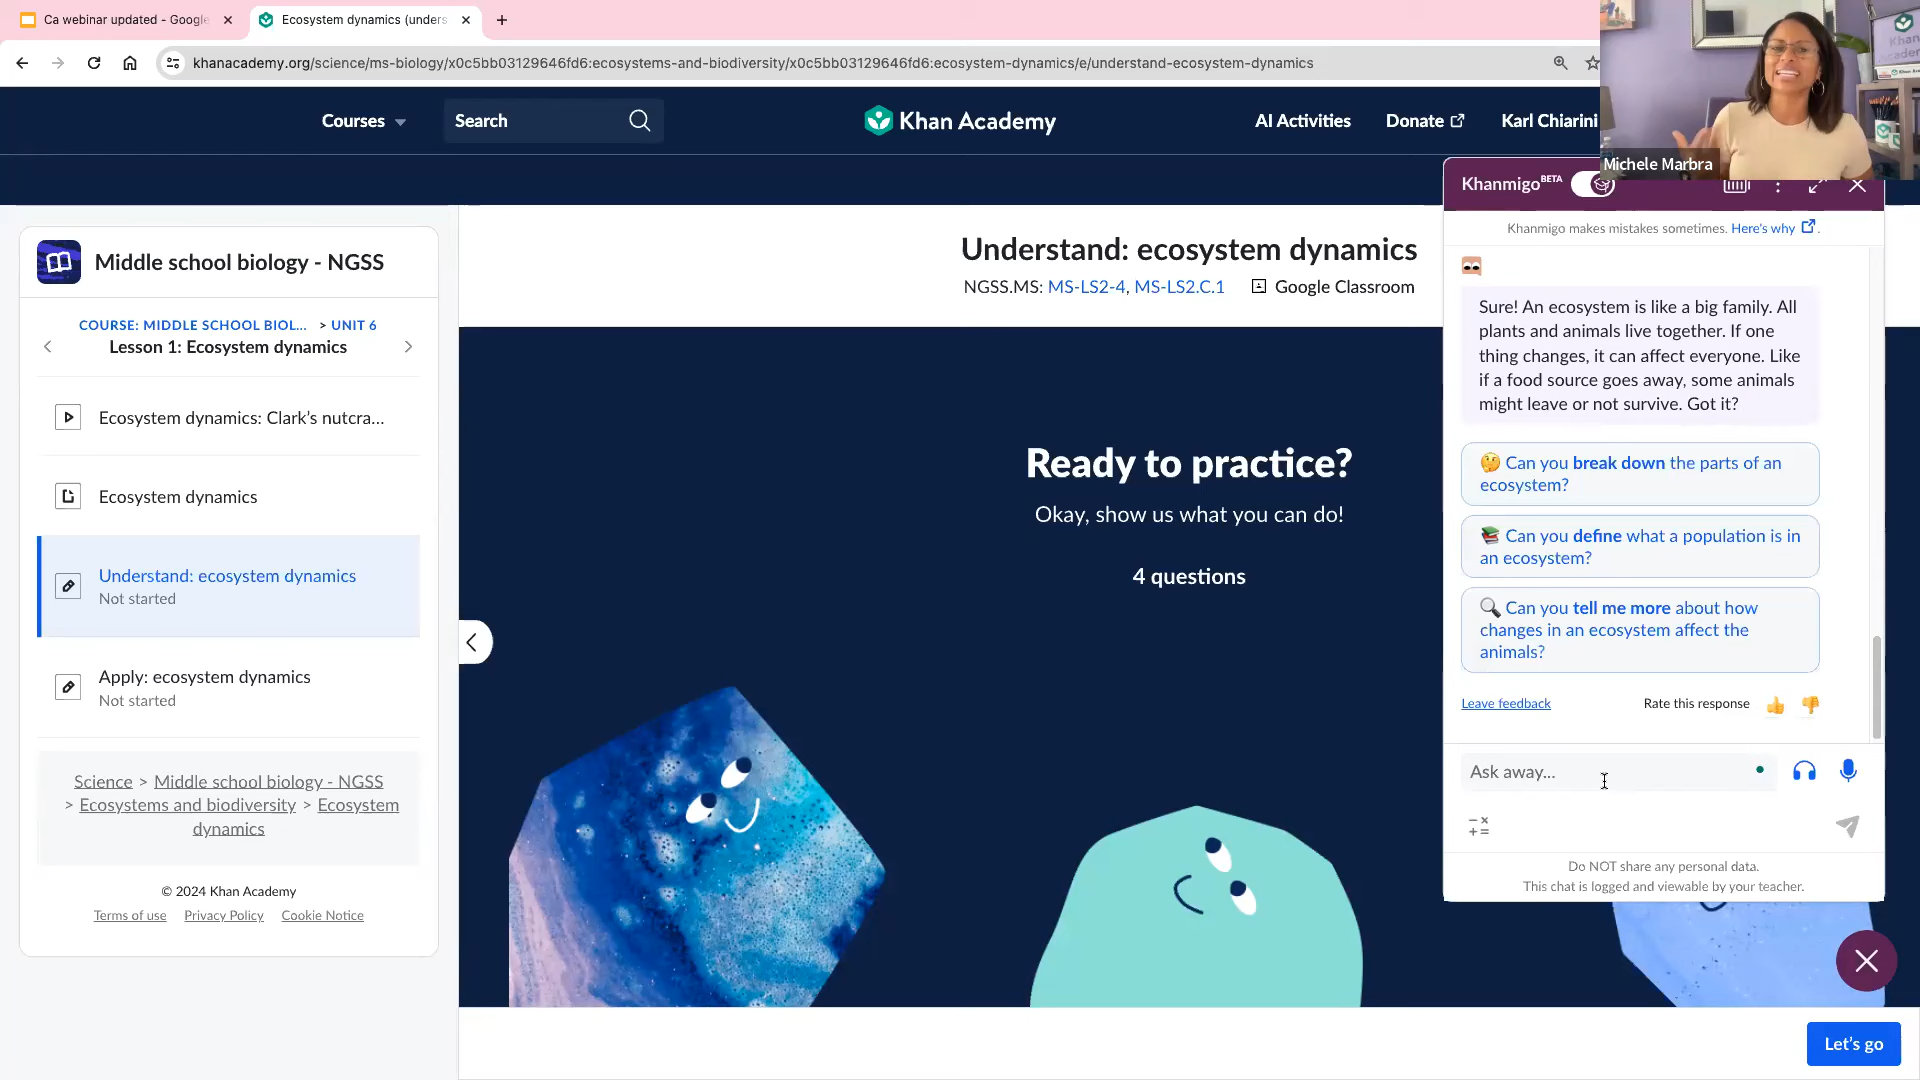 Ca webinar updated - Google
Ecosystem dynamics (unders
khanacademy.org/science/ms-biology/x0c5bb03129646fd6:ecosystems-and-biodiversity/x0c5bb03129646fd6:ecosystem-dynamics/e/understand-ecosystem-dynamics
Courses
Search
Khan Academy
AI Activities
Donate
Karl Chiarini
Michele Marbra
Middle school biology - NGSS
COURSE: MIDDLE SCHOOL BIOL... > UNIT 6
Lesson 1: Ecosystem dynamics
Ecosystem dynamics: Clark’s nutcra...
Ecosystem dynamics
Understand: ecosystem dynamics
Not started
Apply: ecosystem dynamics
Not started
Science > Middle school biology - NGSS
> Ecosystems and biodiversity > Ecosystem
dynamics
© 2024 Khan Academy
Terms of use Privacy Policy Cookie Notice
Understand: ecosystem dynamics
NGSS.MS: MS-LS2-4, MS-LS2.C.1 Google Classroom
Ready to practice?
Okay, show us what you can do!
4 questions
Khanmigo BETA
Khanmigo makes mistakes sometimes. Here's why .
Sure! An ecosystem is like a big family. All
plants and animals live together. If one
thing changes, it can affect everyone. Like
if a food source goes away, some animals
might leave or not survive. Got it?
🤔 Can you break down the parts of an
ecosystem?
📚 Can you define what a population is in
an ecosystem?
🔍 Can you tell me more about how
changes in an ecosystem affect the
animals?
Leave feedback
Rate this response 👍 👎
Ask away...
Do NOT share any personal data.
This chat is logged and viewable by your teacher.
Let’s go